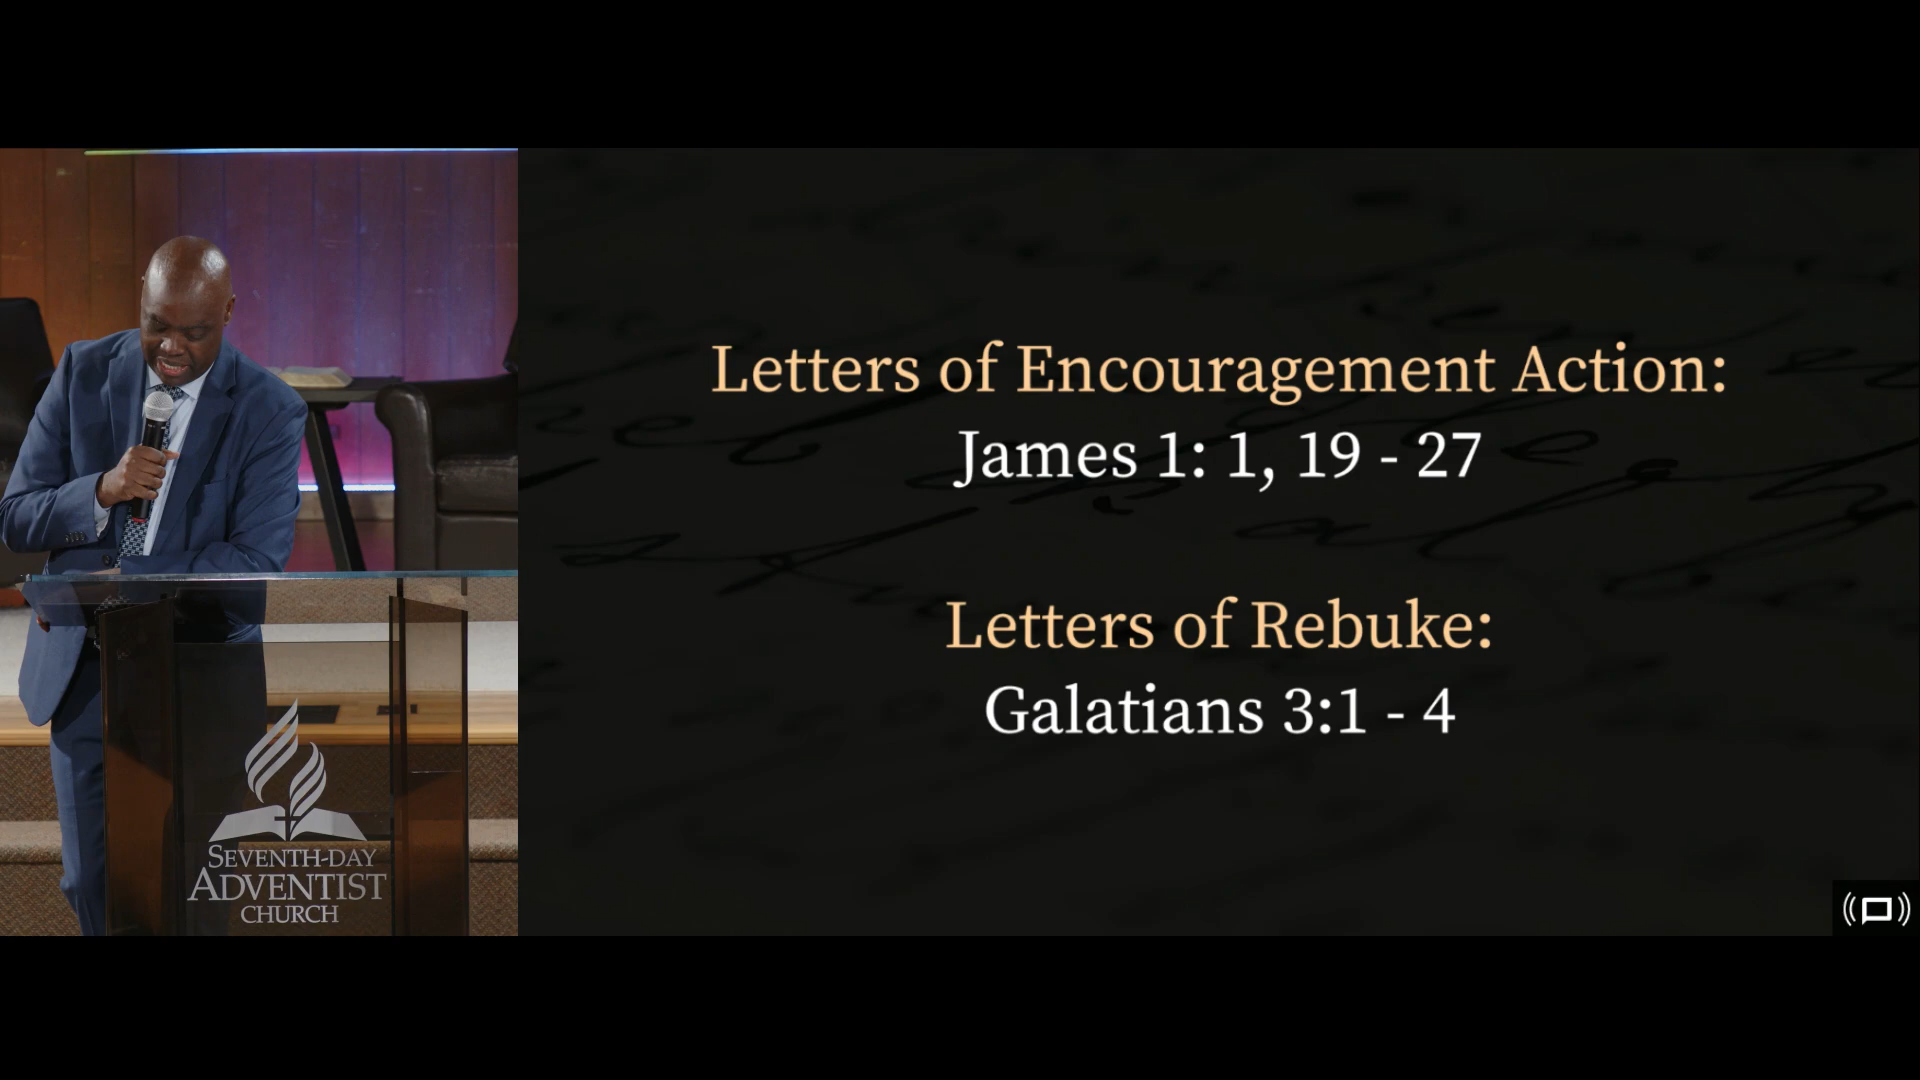 Letters of Encouragement Action:
James 1: 1, 19 - 27
Letters of Rebuke:
Galatians 3:1 - 4
SEVENTH-DAY
ADVENTIST
CHURCH